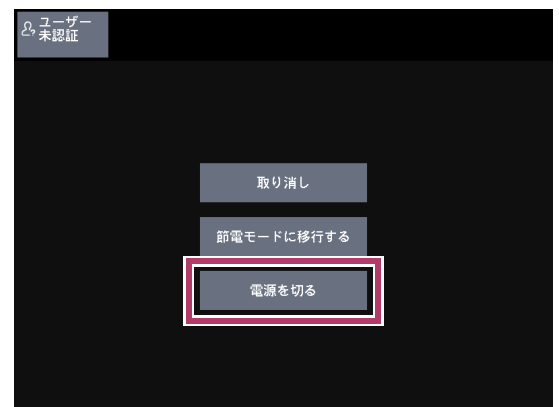 ユーザー
未認証
取り消し
節電モードに移行する
電源を切る